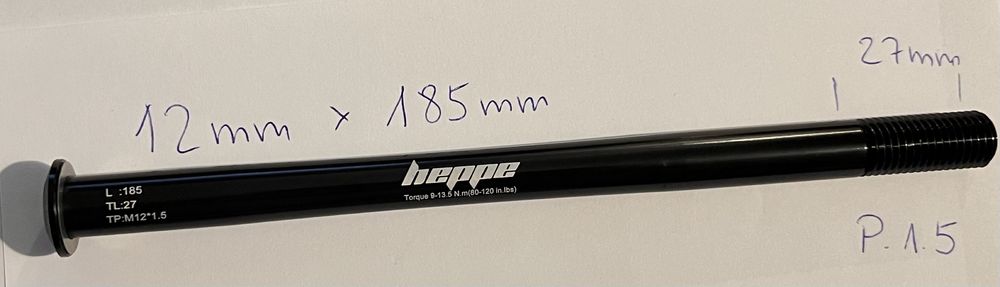 27mm
12mm x 185mm
heppe
Torque 9-13.5 N.m(80-120 in.lbs)
L :185
TL:27
TP:M12*1.5
P.1.5